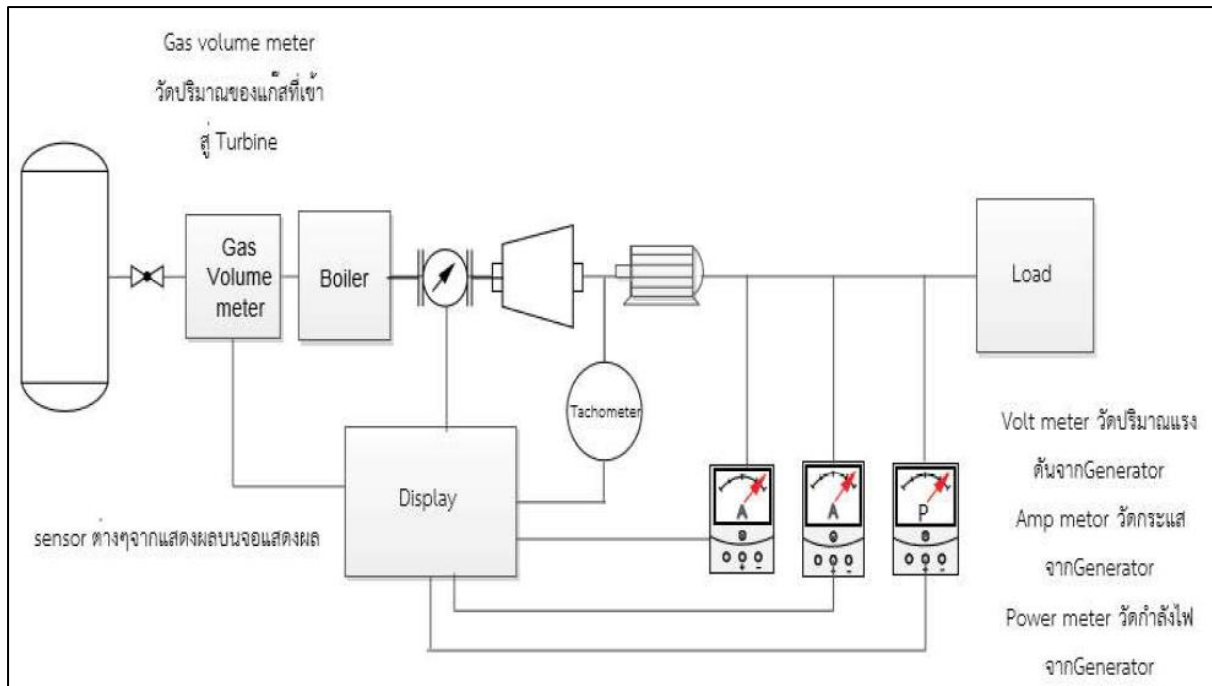 Gas volume meter
วัดปริมาณของแก๊สที่เข้า
สู่ Turbine
Gas
Volume
meter
Boiler
Load
Tachometer
Display
A
A
P
+ -
+ -
+ -
sensor ต่างๆจากแสดงผลบนจอแสดงผล
Volt meter วัดปริมาณแรง
ดันจากGenerator
Amp metor วัดกระแส
จากGenerator
Power meter วัดกำลังไฟ
จากGenerator